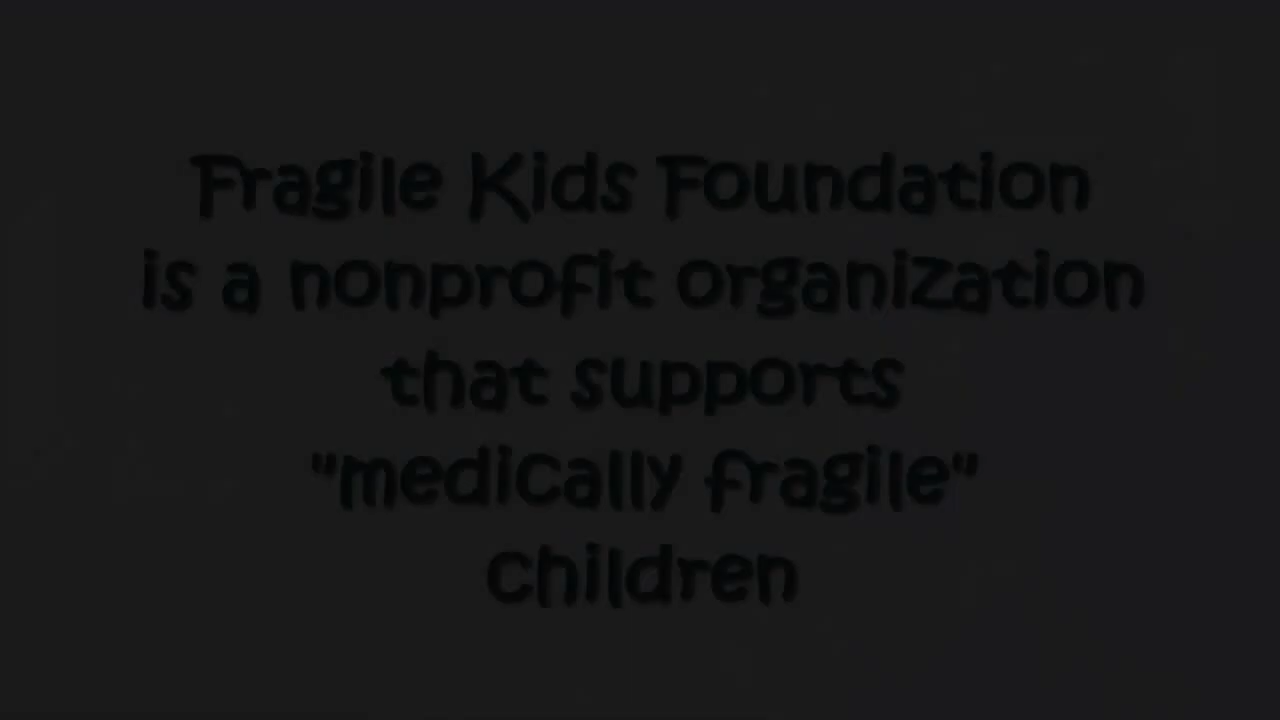 Fragile Kids Foundation
is a nonprofit organization
that supports
"medically fragile"
children